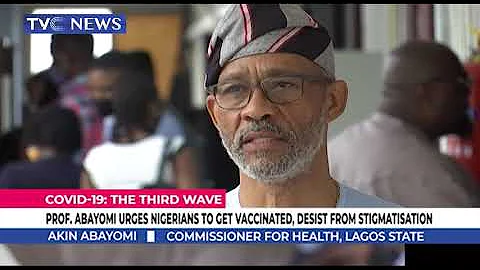 TVC NEWS
COVID-19: THE THIRD WAVE
PROF. ABAYOMI URGES NIGERIANS TO GET VACCINATED, DESIST FROM STIGMATISATION
AKIN ABAYOMI COMMISSIONER FOR HEALTH, LAGOS STATE